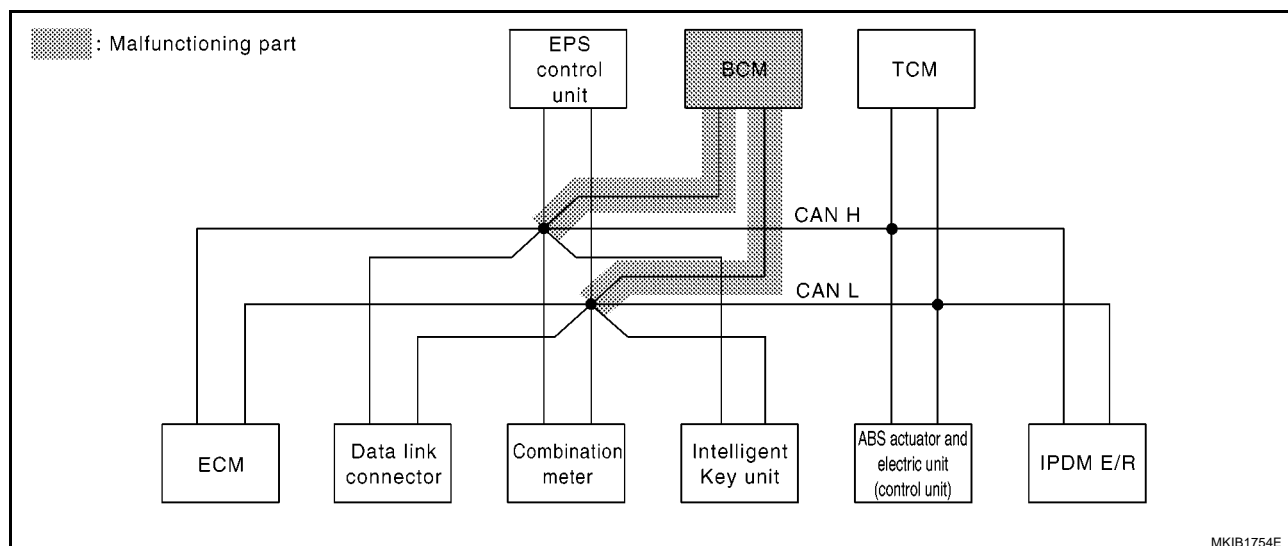 : Malfunctioning part
EPS
control
unit
BCM
TCM
CAN H
CAN L
ECM
Data link
connector
Combination
meter
Intelligent
Key unit
ABS actuator and
electric unit
(control unit)
IPDM E/R
MKIB1754E